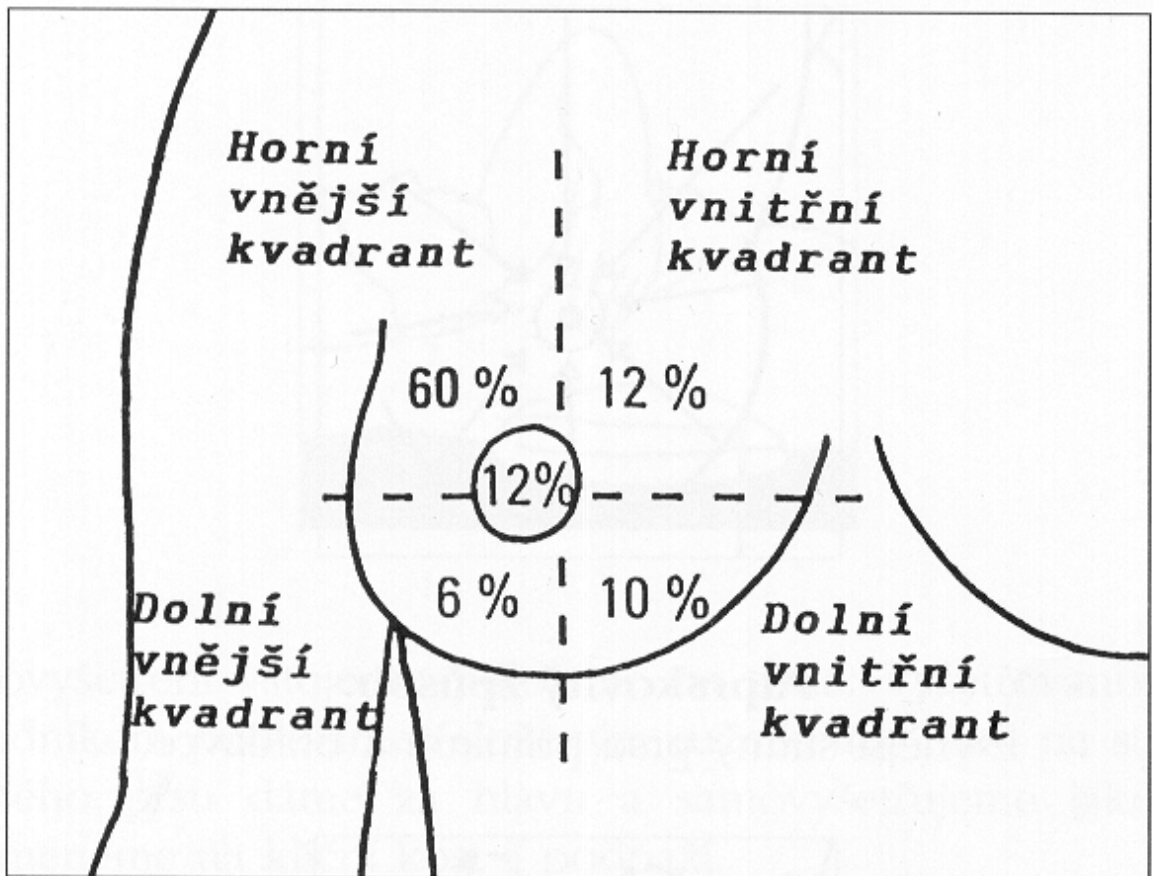 Horní
vnější
kvadrant
Horní
vnitřní
kvadrant
60 %
12 %
12%
6 %
10 %
Dolní
vnější
kvadrant
Dolní
vnitřní
kvadrant